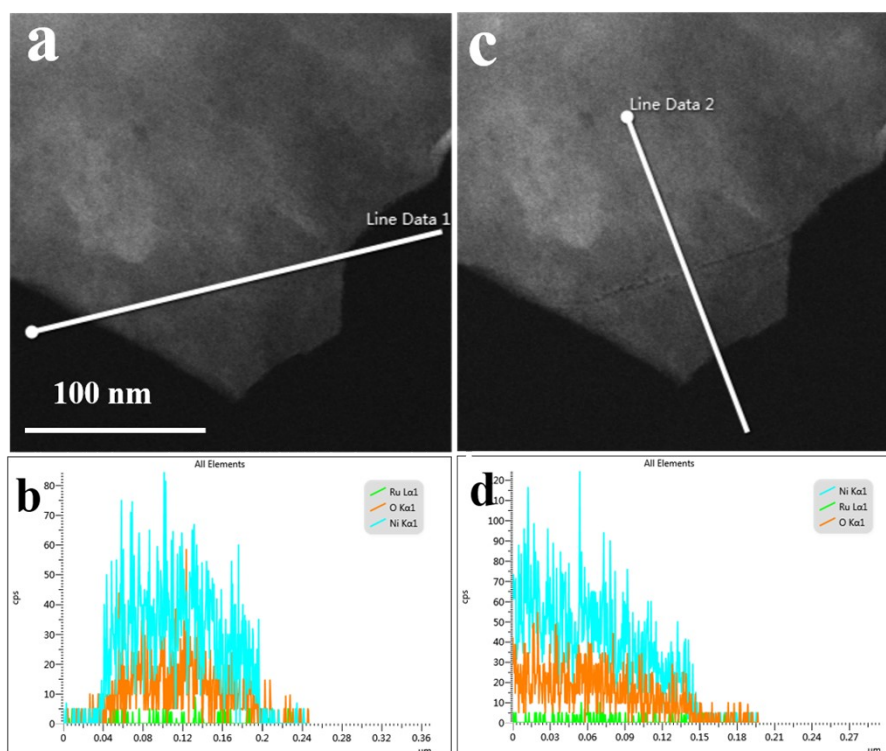 a
Line Data 1
100 nm
c
Line Data 2
b
All Elements
Ru Lα1
O Kα1
Ni Kα1
cps
80
70
60
50
40
30
20
10
0
0 0.04 0.08 0.12 0.16 0.2 0.24 0.28 0.32 0.36
d
All Elements
Ni Kα1
Ru Lα1
O Kα1
cps
120
110
100
90
80
70
60
50
40
30
20
10
0
0 0.03 0.06 0.09 0.12 0.15 0.18 0.21 0.23 0.27